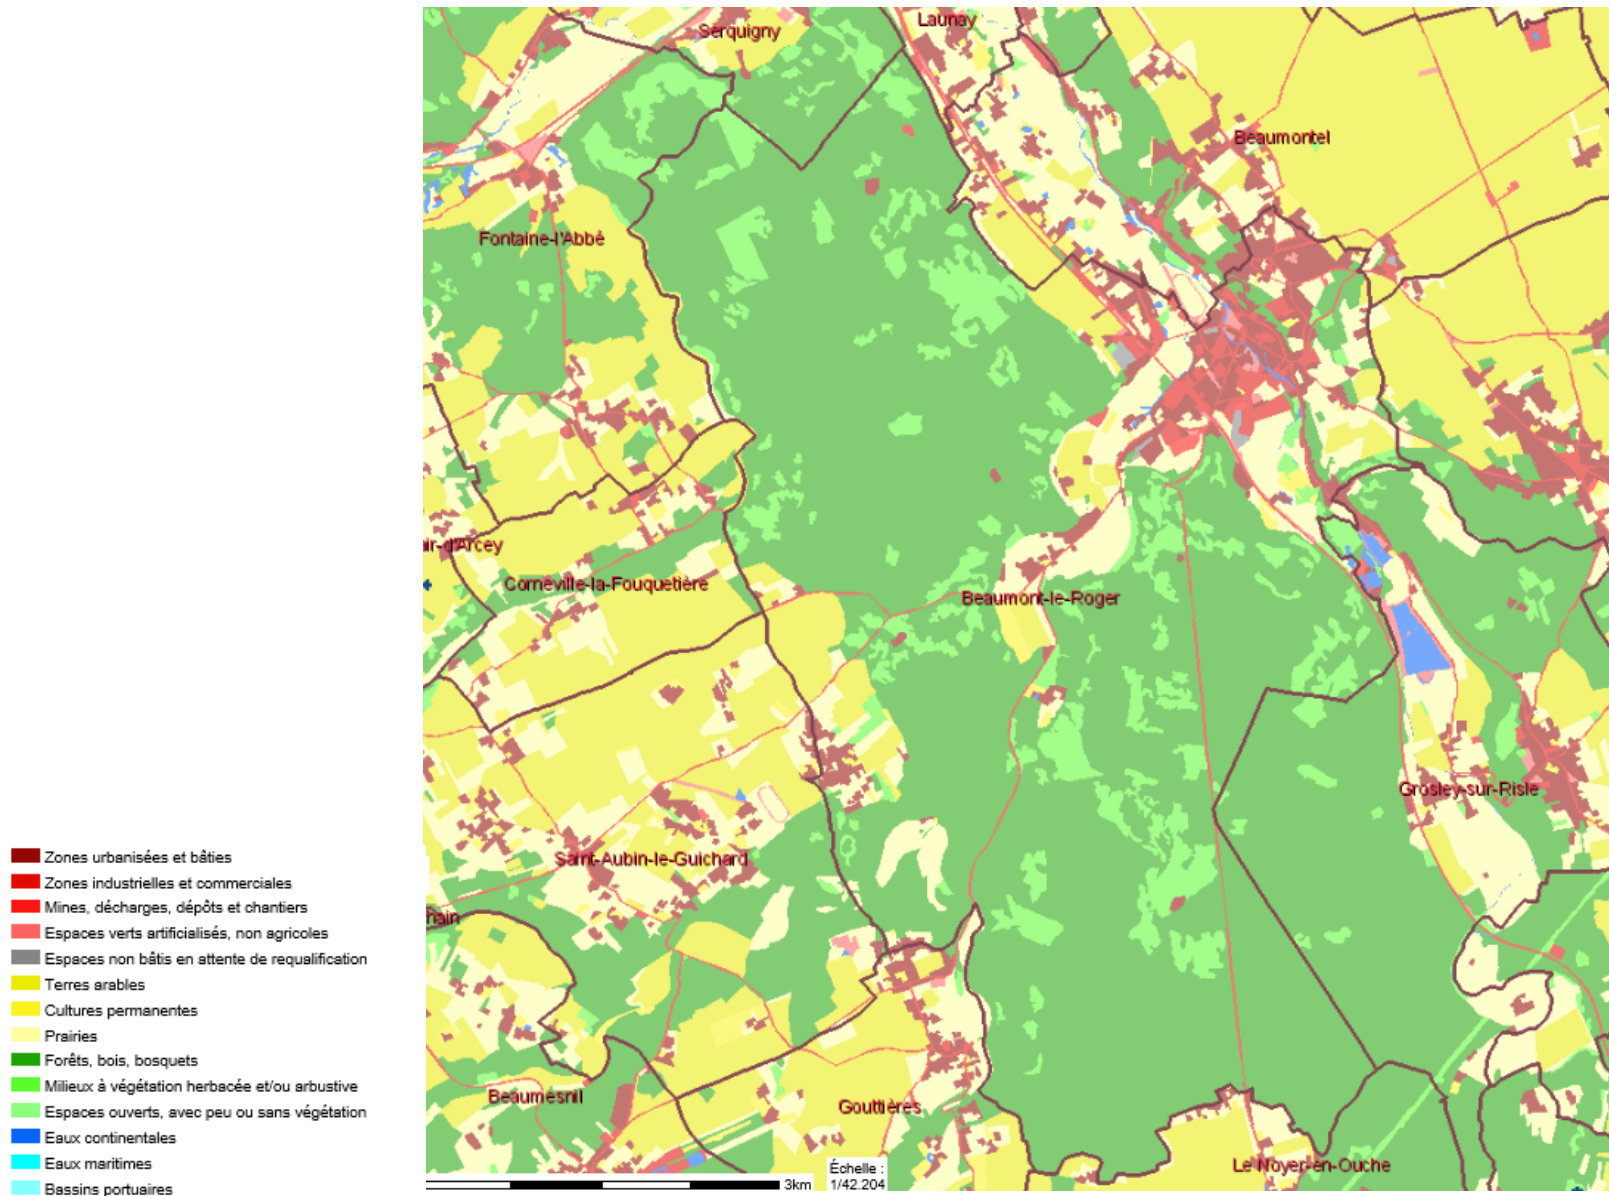 Launay
Serquigny
Beaumontel
Fontaine-l'Abbé
ir-d'Arcey
Corneville-la-Fouquetière
Beaumont-le-Roger
Grosley-sur-Risle
Saint-Aubin-le-Guichard
hain
Beaumesnil
Gouttières
Le Noyer-en-Ouche
Zones urbanisées et bâties
Zones industrielles et commerciales
Mines, décharges, dépôts et chantiers
Espaces verts artificialisés, non agricoles
Espaces non bâtis en attente de requalification
Terres arables
Cultures permanentes
Prairies
Forêts, bois, bosquets
Milieux à végétation herbacée et/ou arbustive
Espaces ouverts, avec peu ou sans végétation
Eaux continentales
Eaux maritimes
Bassins portuaires
3km
Échelle :
1/42.204